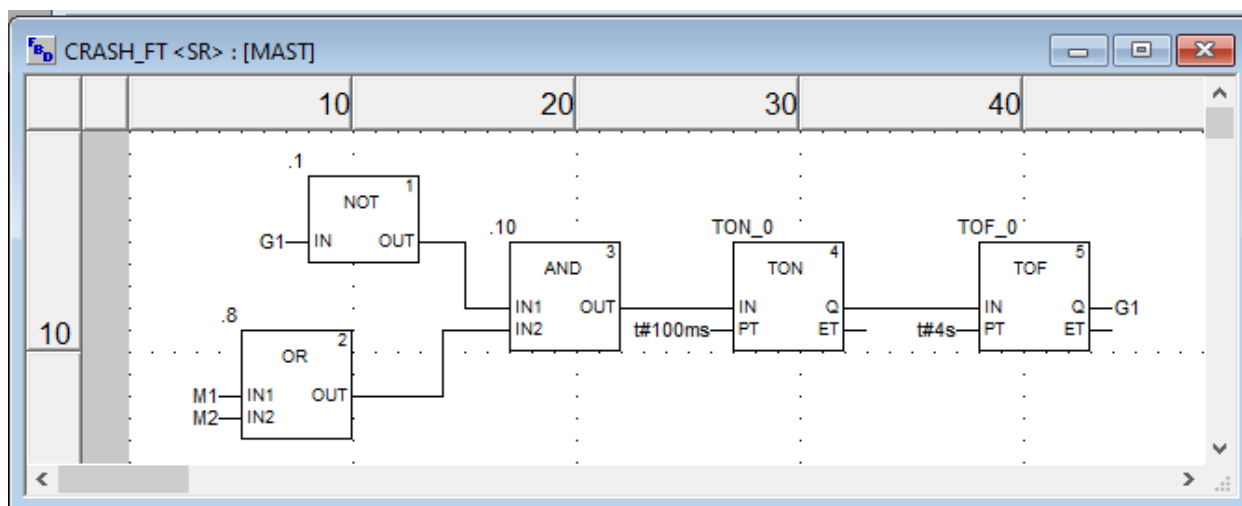 FBD CRASH_FT <SR> : [MAST]
10 20 30 40
.1
1
NOT
G1 IN OUT
.10 TON_0 TOF_0
3 4 5
AND TON TOF
IN1 OUT IN Q IN Q G1
IN2 t#100ms PT ET t#4s PT ET
10
.8
2
OR
M1 IN1 OUT
M2 IN2